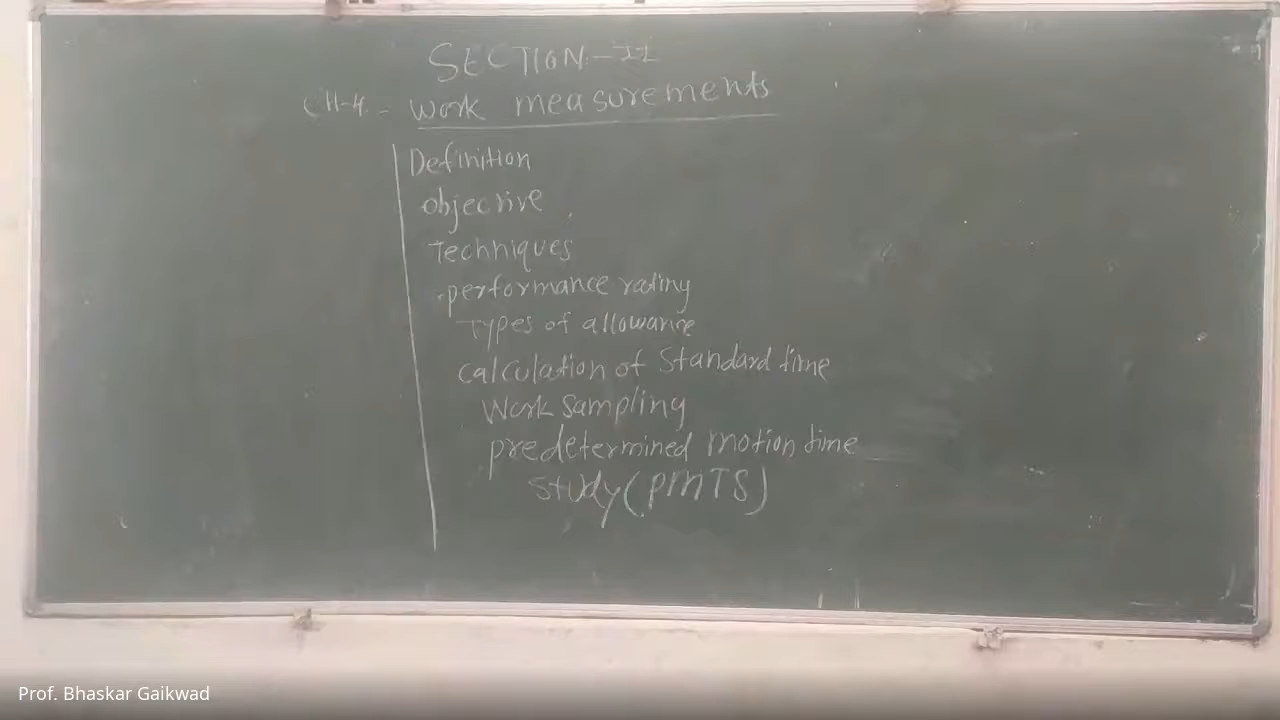 SECTION-II
CH-4 - Work measurements
Definition
objective
Techniques
performance rating
Types of allowance
calculation of Standard time
Work sampling
predetermined motion time
study (PMTS)
Prof. Bhaskar Gaikwad